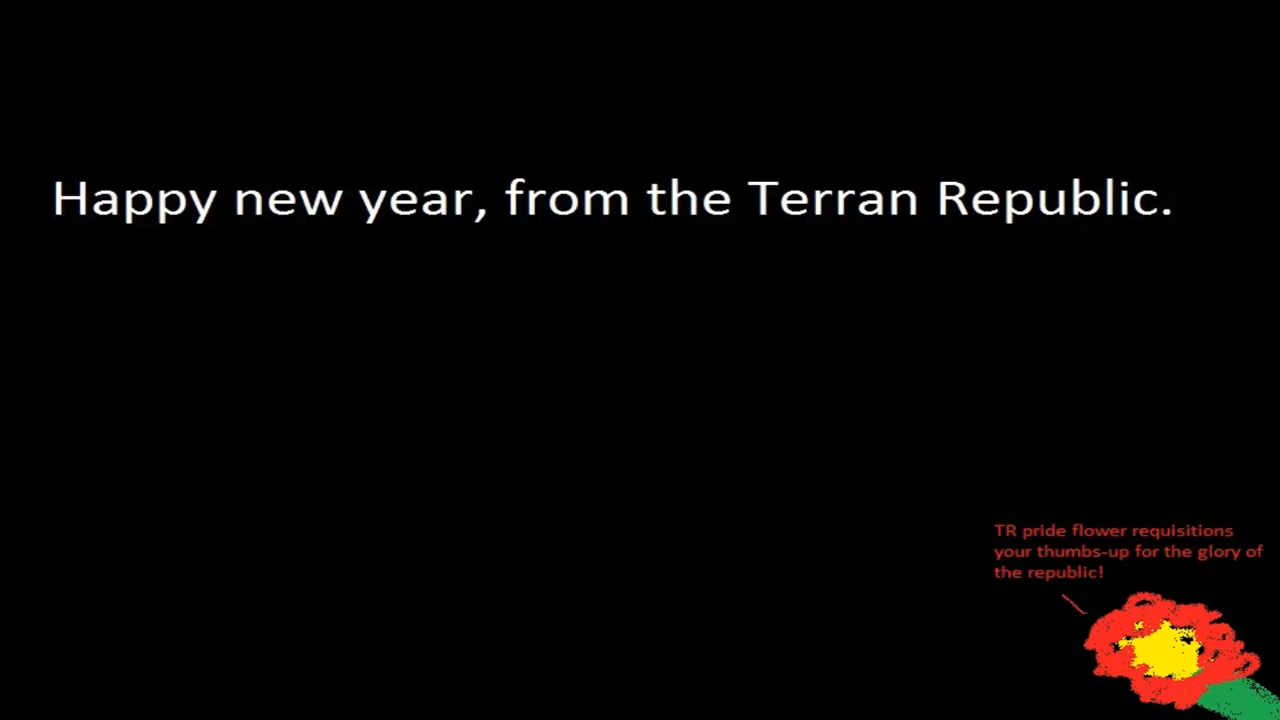 Happy new year, from the Terran Republic.
TR pride flower requisitions
your thumbs-up for the glory of
the republic!